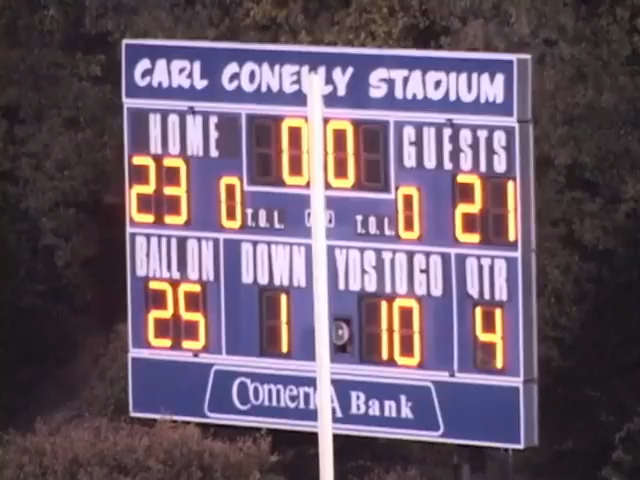 CARL CONELLY STADIUM
HOME 00 GUESTS
23 0 T.O.L. T.O.L. 0 21
BALL ON DOWN YDS TO GO QTR
25 1 10 4
Comerica Bank